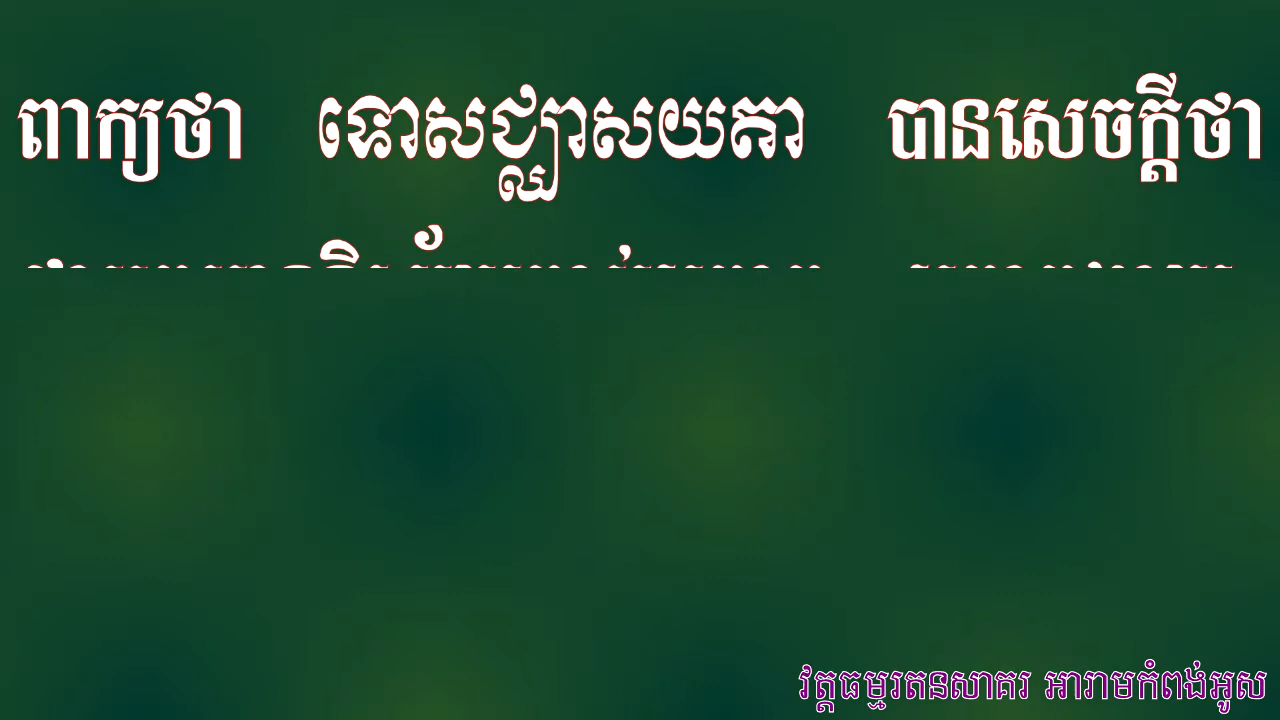 ពាក្យថា ទោសជ្ឈាសយតា បានសេចក្តីថា
វត្តធម្មរតនសាគរ អារាមកំពង់អូស